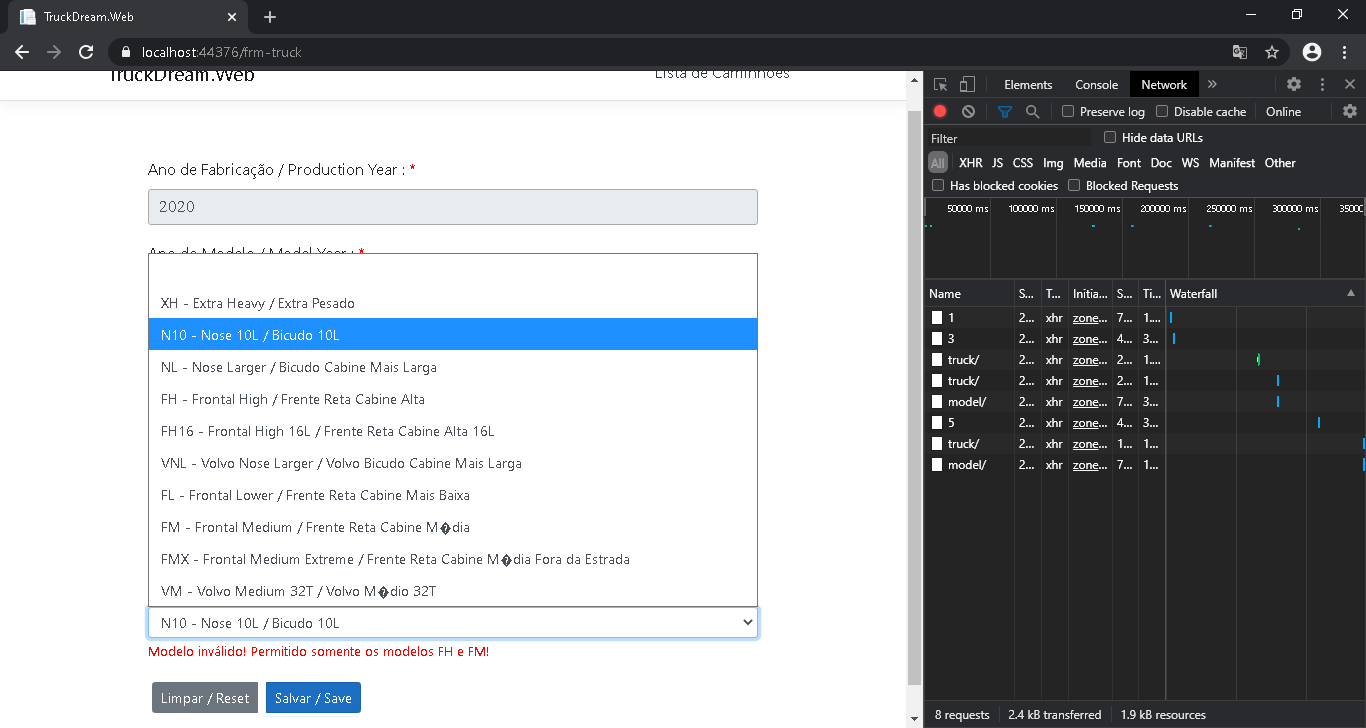 TruckDream.Web
localhost:44376/frm-truck
TruckDream.Web
Lista de Caminhões
Ano de Fabricação / Production Year : *
2020
Ano de Modelo / Model Year : *
XH - Extra Heavy / Extra Pesado
N10 - Nose 10L / Bicudo 10L
NL - Nose Larger / Bicudo Cabine Mais Larga
FH - Frontal High / Frente Reta Cabine Alta
FH16 - Frontal High 16L / Frente Reta Cabine Alta 16L
VNL - Volvo Nose Larger / Volvo Bicudo Cabine Mais Larga
FL - Frontal Lower / Frente Reta Cabine Mais Baixa
FM - Frontal Medium / Frente Reta Cabine M�dia
FMX - Frontal Medium Extreme / Frente Reta Cabine M�dia Fora da Estrada
VM - Volvo Medium 32T / Volvo M�dio 32T
N10 - Nose 10L / Bicudo 10L
Modelo inválido! Permitido somente os modelos FH e FM!
Limpar / Reset Salvar / Save
Elements Console Network »
Preserve log Disable cache Online
Filter Hide data URLs
All XHR JS CSS Img Media Font Doc WS Manifest Other
Has blocked cookies Blocked Requests
50000 ms 100000 ms 150000 ms 200000 ms 250000 ms 300000 ms 35000
Name S... T... Initia... S... Ti... Waterfall
1 2... xhr zone... 7... 1....
3 2... xhr zone... 4... 3...
truck/ 2... xhr zone... 2... 1....
truck/ 2... xhr zone... 2... 1...
model/ 2... xhr zone... 7... 3...
5 2... xhr zone... 4... 3...
truck/ 2... xhr zone... 1... 1...
model/ 2... xhr zone... 7... 1...
8 requests 2.4 kB transferred 1.9 kB resources